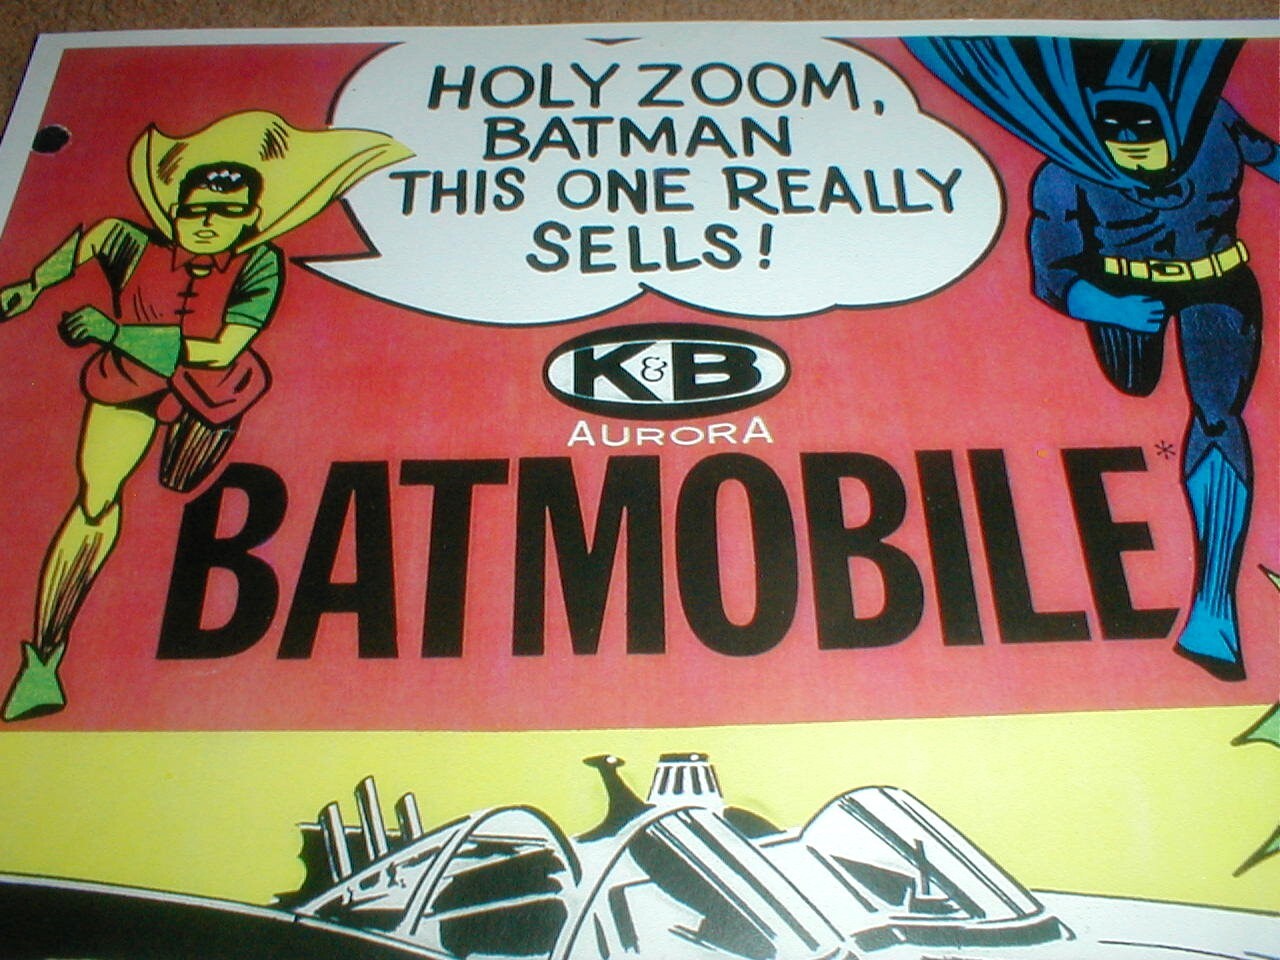 HOLY ZOOM,
BATMAN
THIS ONE REALLY
SELLS!
K&B
AURORA
BATMOBILE*